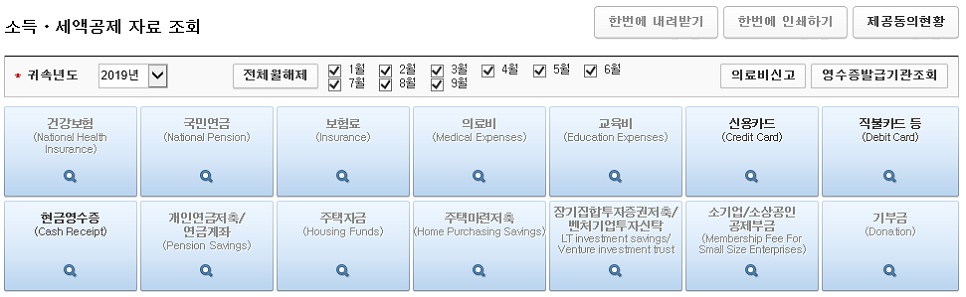 소득·세액공제 자료 조회
한번에 내려받기 한번에 인쇄하기 제공동의현황
* 귀속년도 2019년 전체월해제 1월 2월 3월 4월 5월 6월
7월 8월 9월
의료비신고 영수증발급기관조회
건강보험
(National Health
Insurance)
국민연금
(National Pension)
보험료
(Insurance)
의료비
(Medical Expenses)
교육비
(Education Expenses)
신용카드
(Credit Card)
직불카드 등
(Debit Card)
현금영수증
(Cash Receipt)
개인연금저축/
연금계좌
(Pension Savings)
주택자금
(Housing Funds)
주택마련저축
(Home Purchasing Savings)
장기집합투자증권저축/
벤처기업투자신탁
LT investment savings/
Venture investment trust
소기업/소상공인
공제부금
(Membership Fee For
Small Size Enterprises)
기부금
(Donation)